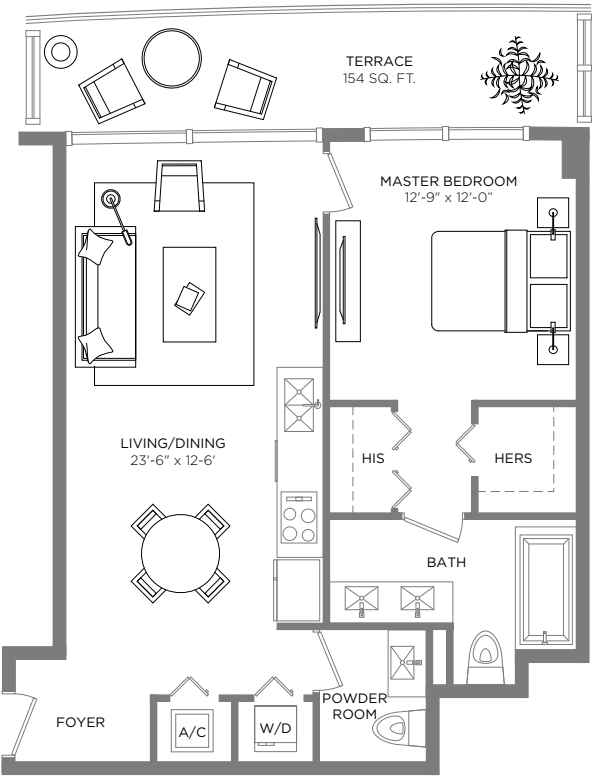 TERRACE
154 SQ. FT.
MASTER BEDROOM
12'-9" x 12'-0"
LIVING/DINING
23'-6" x 12-6'
HIS
HERS
BATH
POWDER
ROOM
FOYER
A/C
W/D